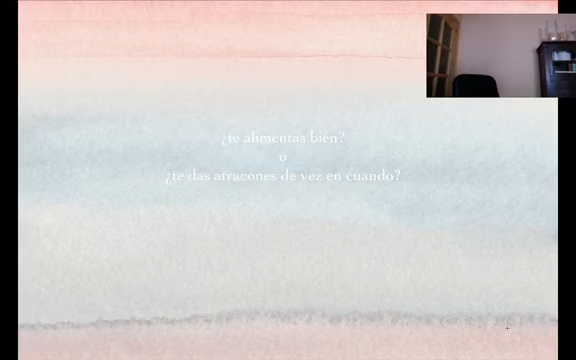 ¿te alimentas bien?
o
¿te das atracones de vez en cuando?